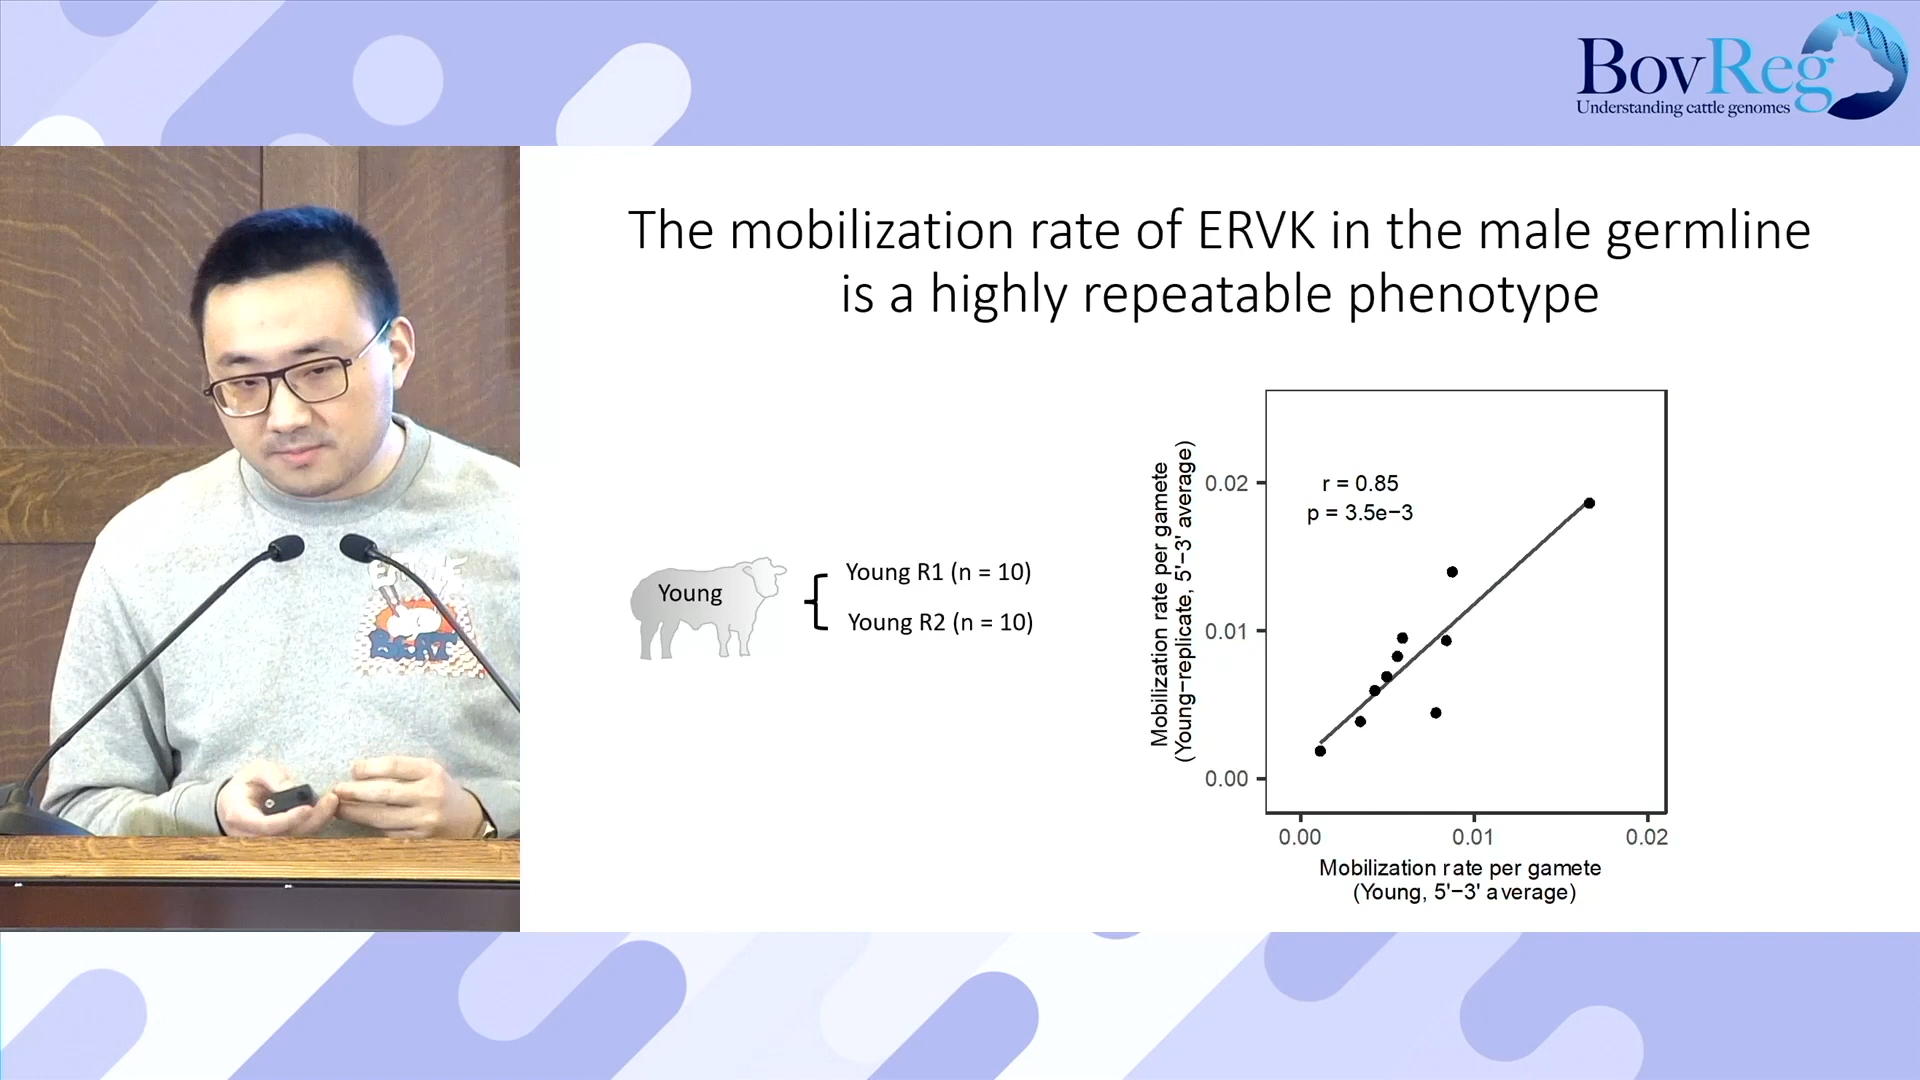 BovReg
Understanding cattle genomes
The mobilization rate of ERVK in the male germline
is a highly repeatable phenotype
Young
Young R1 (n = 10)
Young R2 (n = 10)
Mobilization rate per gamete
(Young−replicate, 5'−3' average)
0.02
0.01
0.00
r = 0.85
p = 3.5e−3
0.00
0.01
0.02
Mobilization rate per gamete
(Young, 5'−3' average)